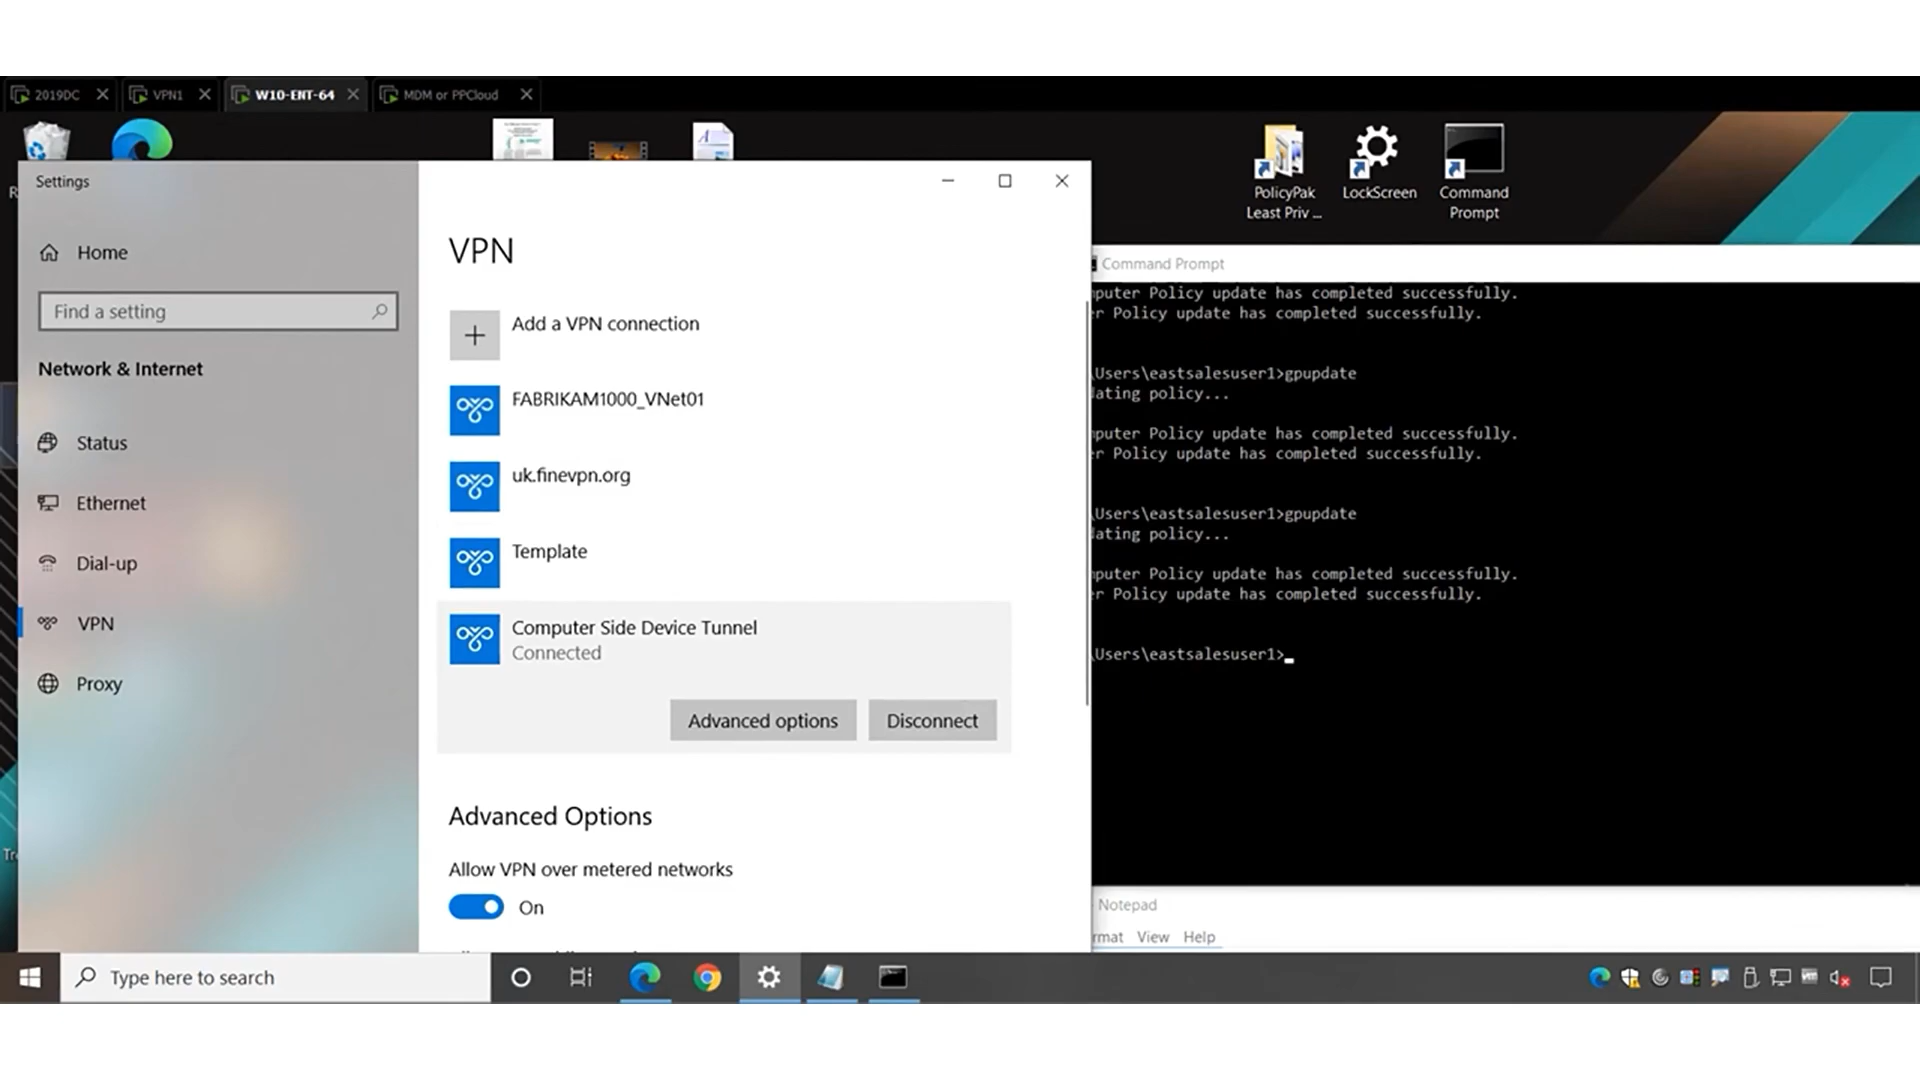 2019DC
VPN1
W10-ENT-64
MDM or PPCloud
PolicyPak
Least Priv ...
LockScreen
Command
Prompt
Settings
Home
Find a setting
Network & Internet
Status
Ethernet
Dial-up
VPN
Proxy
VPN
Add a VPN connection
FABRIKAM1000_VNet01
uk.finevpn.org
Template
Computer Side Device Tunnel
Connected
Advanced options
Disconnect
Advanced Options
Allow VPN over metered networks
On
Command Prompt
puter Policy update has completed successfully.
r Policy update has completed successfully.
\Users\eastsalesuser1>gpupdate
ating policy...
puter Policy update has completed successfully.
r Policy update has completed successfully.
\Users\eastsalesuser1>gpupdate
ating policy...
puter Policy update has completed successfully.
r Policy update has completed successfully.
\Users\eastsalesuser1>
Notepad
rmat View Help
Type here to search